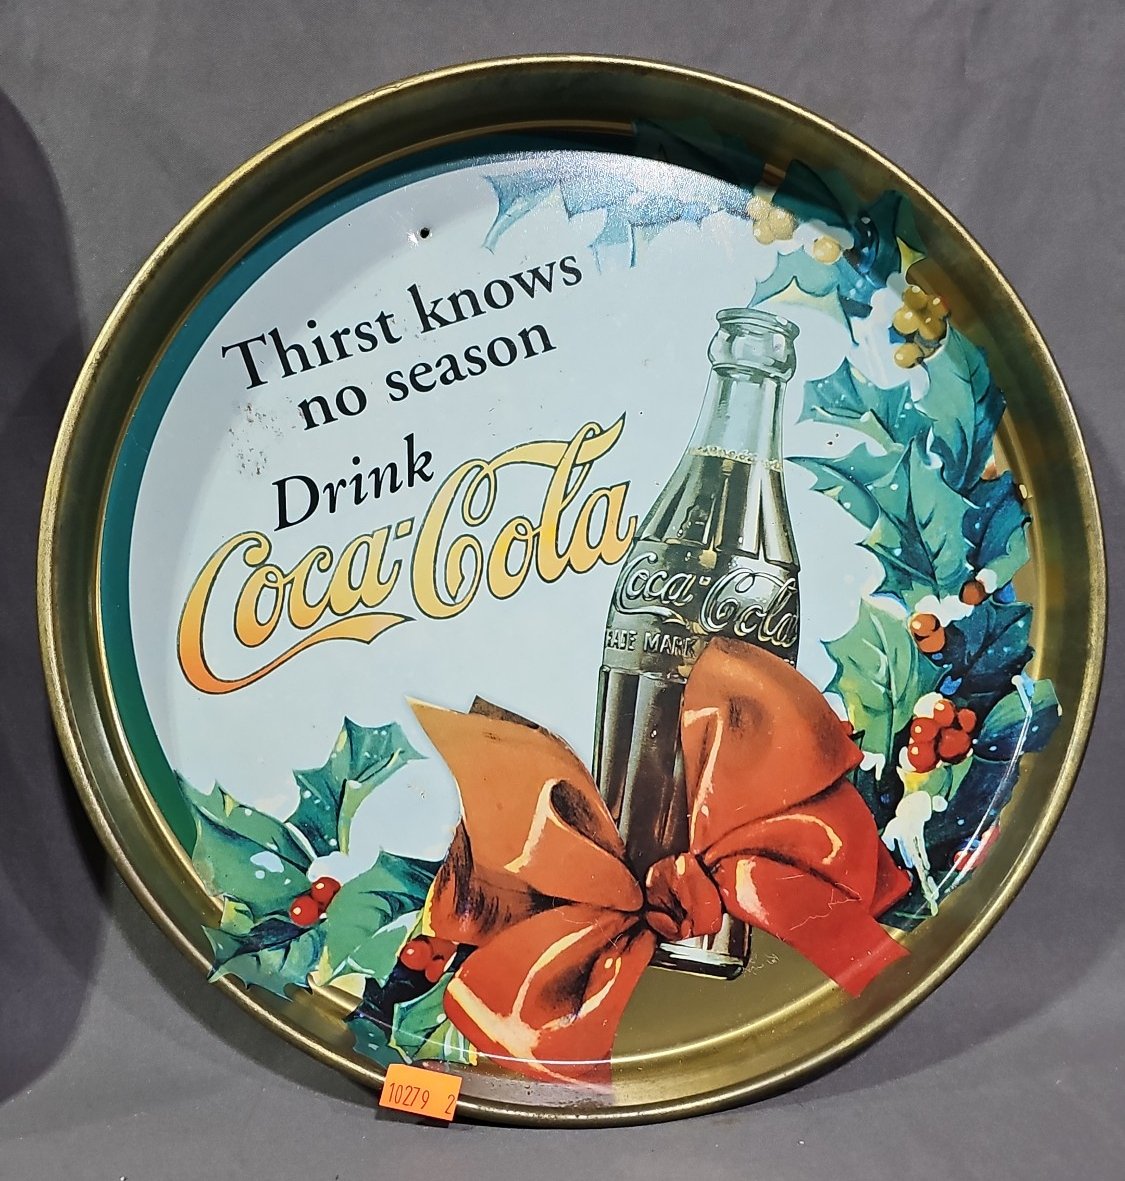 Thirst knows
no season
Drink
Coca-Cola
Coca-Cola
TRADE MARK
10279 2